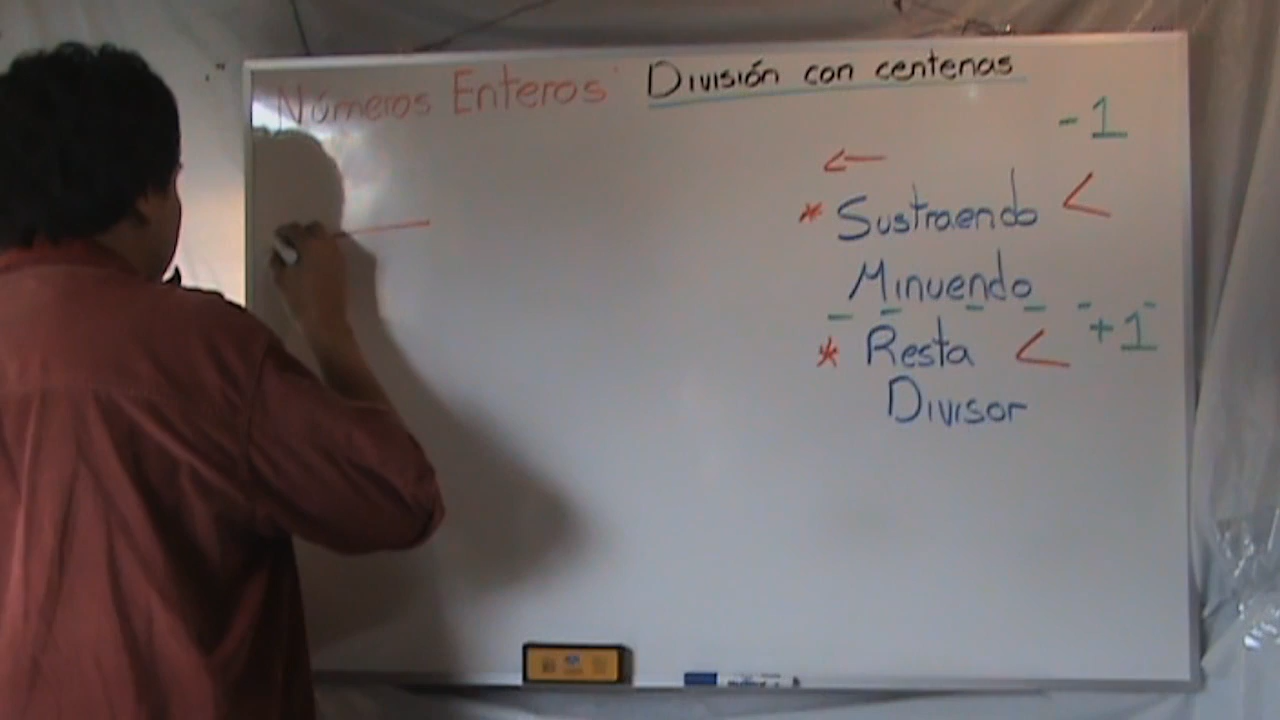 Números Enteros: División con centenas
-1
←
* Sustraendo <
Minuendo
- - - - - -
* Resta < +1
Divisor